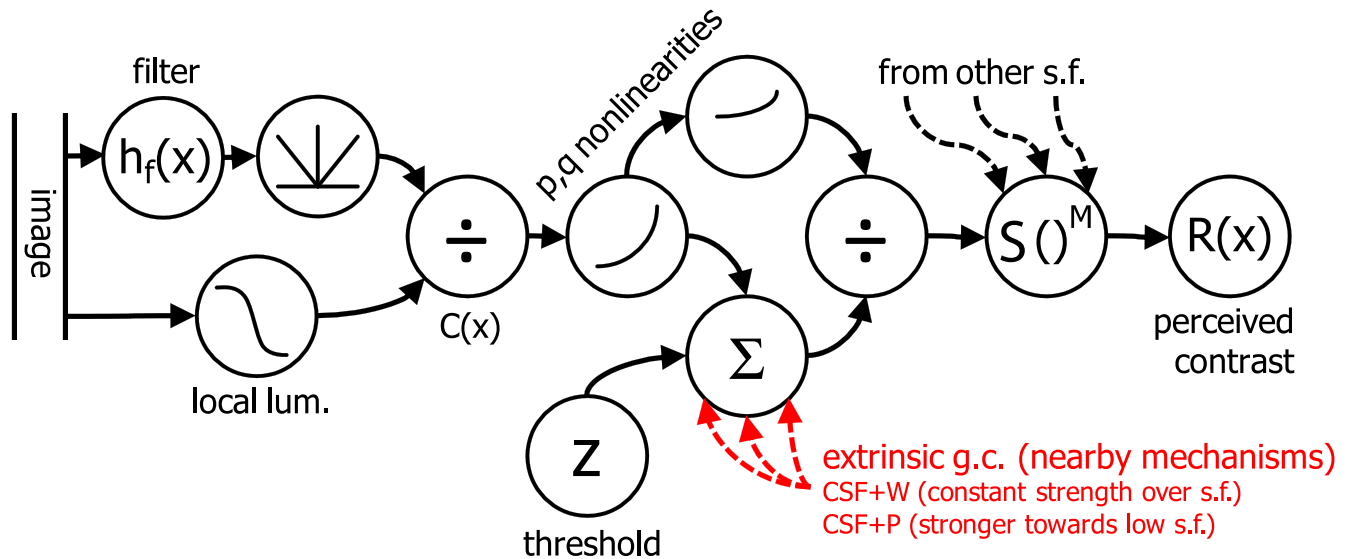 filter
from other s.f.
p,q nonlinearities
image
h_f(x)
÷
÷
S()^M
R(x)
C(x)
perceived
contrast
local lum.
Σ
z
threshold
extrinsic g.c. (nearby mechanisms)
CSF+W (constant strength over s.f.)
CSF+P (stronger towards low s.f.)